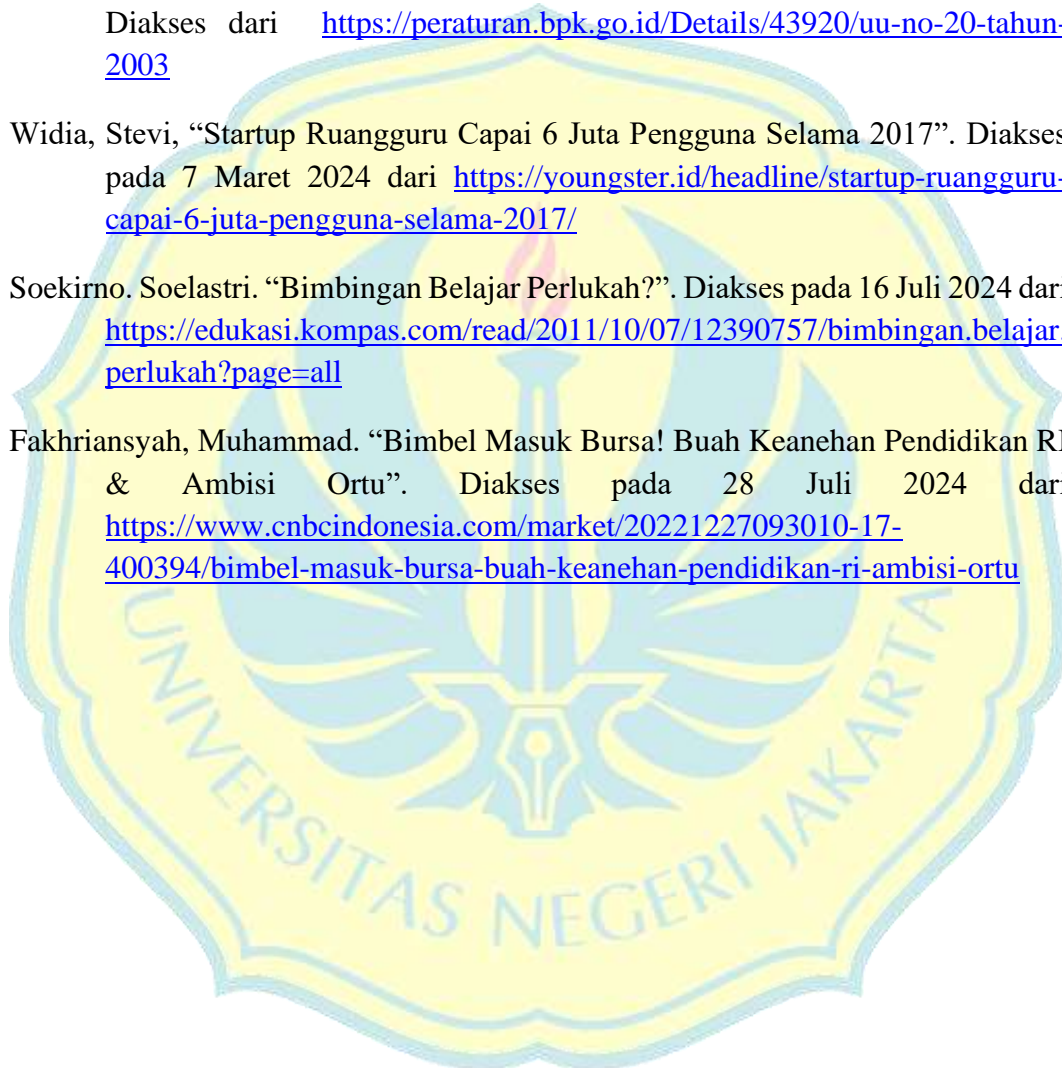 Diakses dari https://peraturan.bpk.go.id/Details/43920/uu-no-20-tahun-
2003
Widia, Stevi, “Startup Ruangguru Capai 6 Juta Pengguna Selama 2017”. Diakses
pada 7 Maret 2024 dari https://youngster.id/headline/startup-ruangguru-
capai-6-juta-pengguna-selama-2017/
Soekirno. Soelastri. “Bimbingan Belajar Perlukah?”. Diakses pada 16 Juli 2024 dari
https://edukasi.kompas.com/read/2011/10/07/12390757/bimbingan.belajar.
perlukah?page=all
Fakhriansyah, Muhammad. “Bimbel Masuk Bursa! Buah Keanehan Pendidikan RI
& Ambisi Ortu”. Diakses pada 28 Juli 2024 dari
https://www.cnbcindonesia.com/market/20221227093010-17-
400394/bimbel-masuk-bursa-buah-keanehan-pendidikan-ri-ambisi-ortu
UNIVERSITAS NEGERI JAKARTA